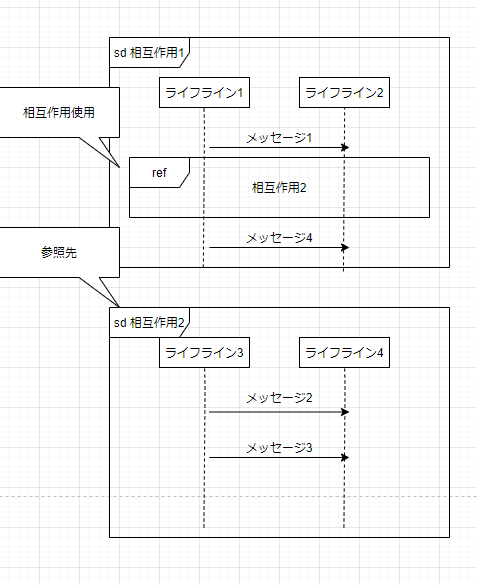 sd 相互作用1
ライフライン1
ライフライン2
相互作用使用
メッセージ1
ref
相互作用2
メッセージ4
参照先
sd 相互作用2
ライフライン3
ライフライン4
メッセージ2
メッセージ3